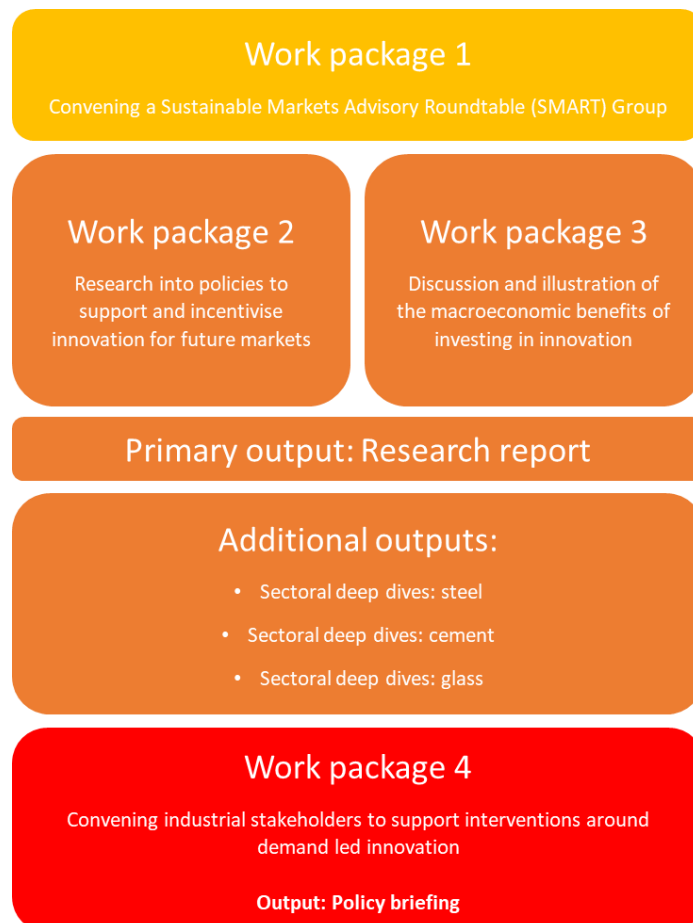 Work package 1
Convening a Sustainable Markets Advisory Roundtable (SMART) Group
Work package 2
Research into policies to
support and incentivise
innovation for future markets
Work package 3
Discussion and illustration of
the macroeconomic benefits of
investing in innovation
Primary output: Research report
Additional outputs:
• Sectoral deep dives: steel
• Sectoral deep dives: cement
• Sectoral deep dives: glass
Work package 4
Convening industrial stakeholders to support interventions around
demand led innovation
Output: Policy briefing